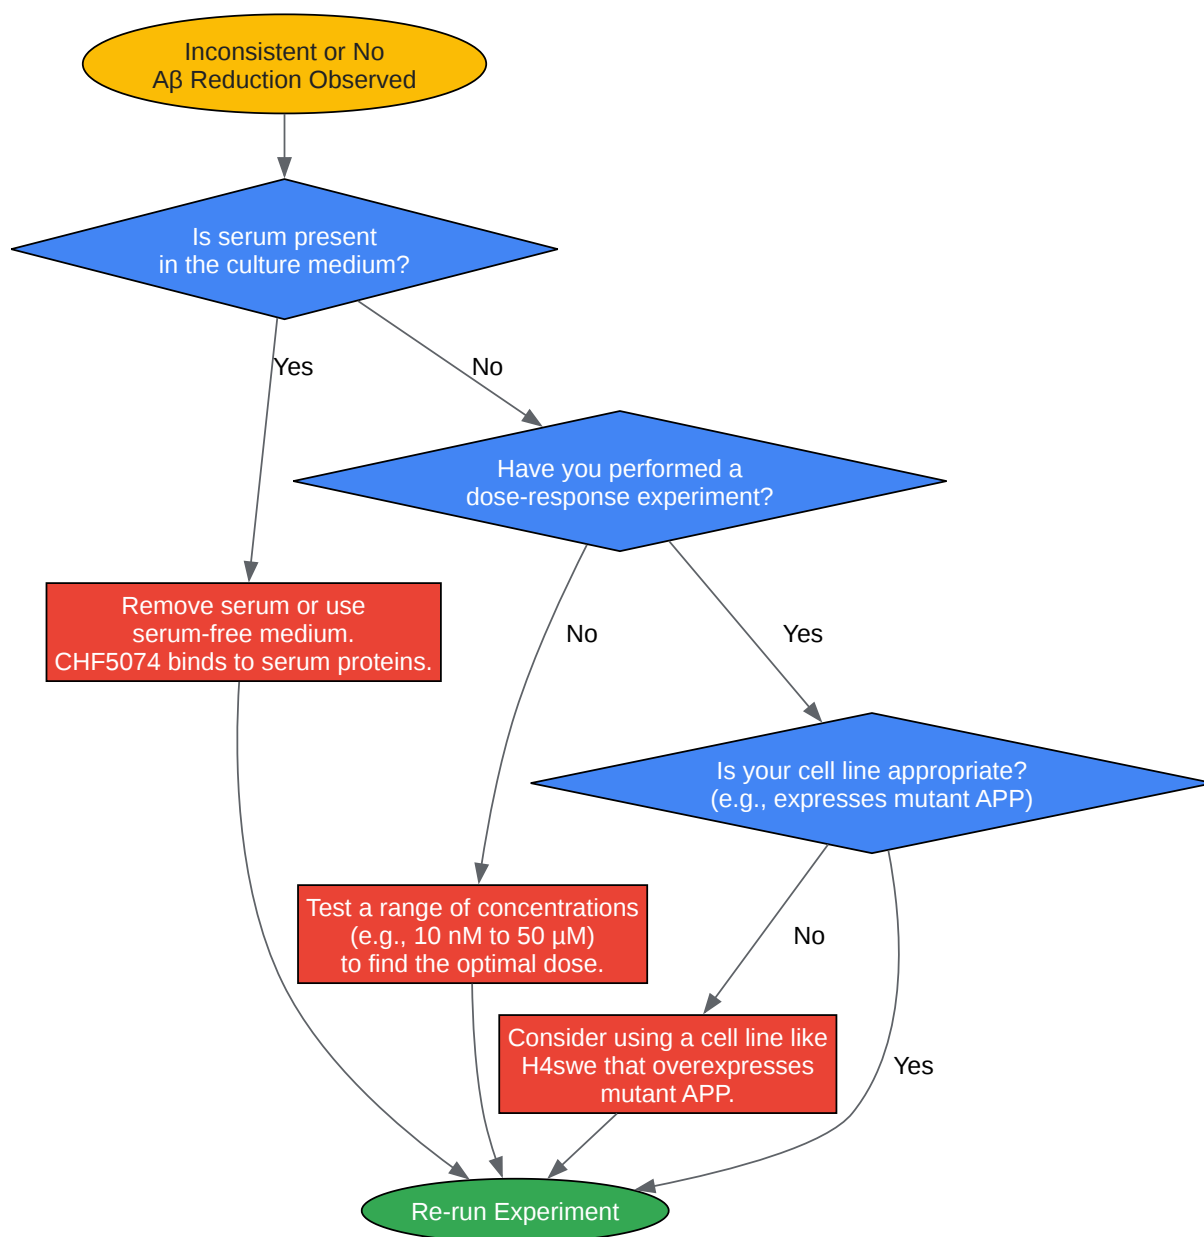 Inconsistent or No
Aβ Reduction Observed
Is serum present
in the culture medium?
Yes
No
Have you performed a
dose-response experiment?
Remove serum or use
serum-free medium.
CHF5074 binds to serum proteins.
No
Yes
Is your cell line appropriate?
(e.g., expresses mutant APP)
Test a range of concentrations
(e.g., 10 nM to 50 µM)
to find the optimal dose.
No
Consider using a cell line like
H4swe that overexpresses
mutant APP.
Yes
Re-run Experiment